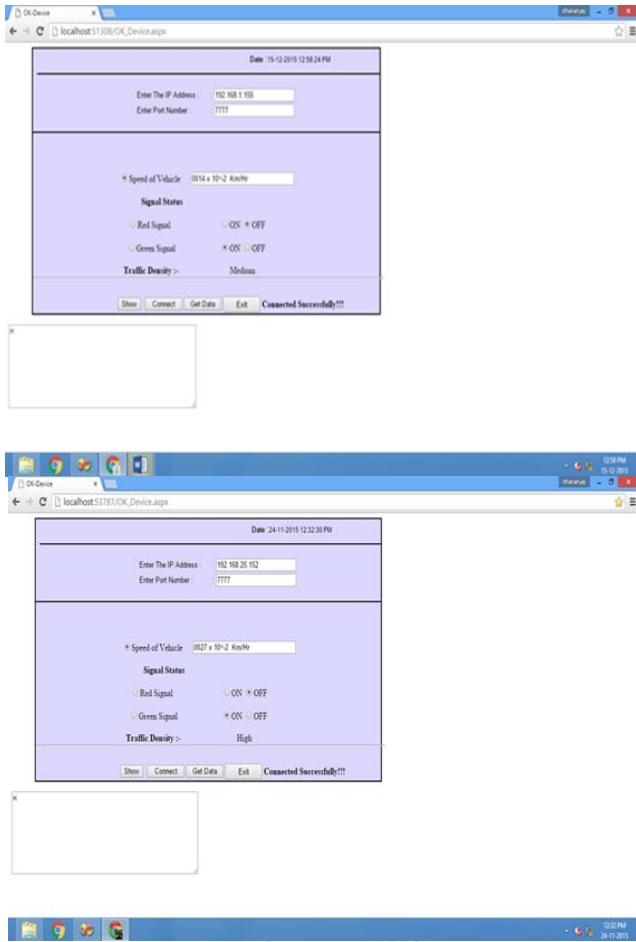 OK-Device
localhost:51308/OK_Device.aspx
Date :15-12-2015 12:58:24 PM
Enter The IP Address : 192.168.1.155
Enter Port Number : 7777
Speed of Vehicle 0014 x 10^-2 Km/Hr
Signal Status
Red Signal ON OFF
Green Signal ON OFF
Traffic Density :- Medium
Show Connect Get Data Exit Connected Successfully!!!
12:58 PM
15-12-2015
OK-Device
localhost:53787/OK_Device.aspx
Date :24-11-2015 12:32:30 PM
Enter The IP Address : 192.168.25.152
Enter Port Number : : 7777
Speed of Vehicle 0027 x 10^-2 Km/Hr
Signal Status
Red Signal ON OFF
Green Signal ON OFF
Traffic Density :- High
Show Connect Get Data Exit Connected Successfully!!!
24-11-2015